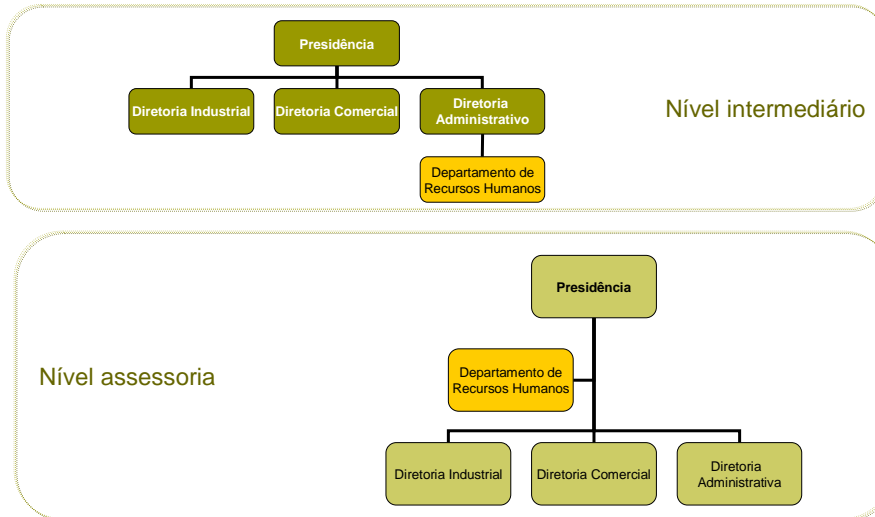 Presidência
Diretoria Industrial
Diretoria Comercial
Diretoria
Administrativo
Nível intermediário
Departamento de
Recursos Humanos
Presidência
Nível assessoria
Departamento de
Recursos Humanos
Diretoria Industrial
Diretoria Comercial
Diretoria
Administrativa